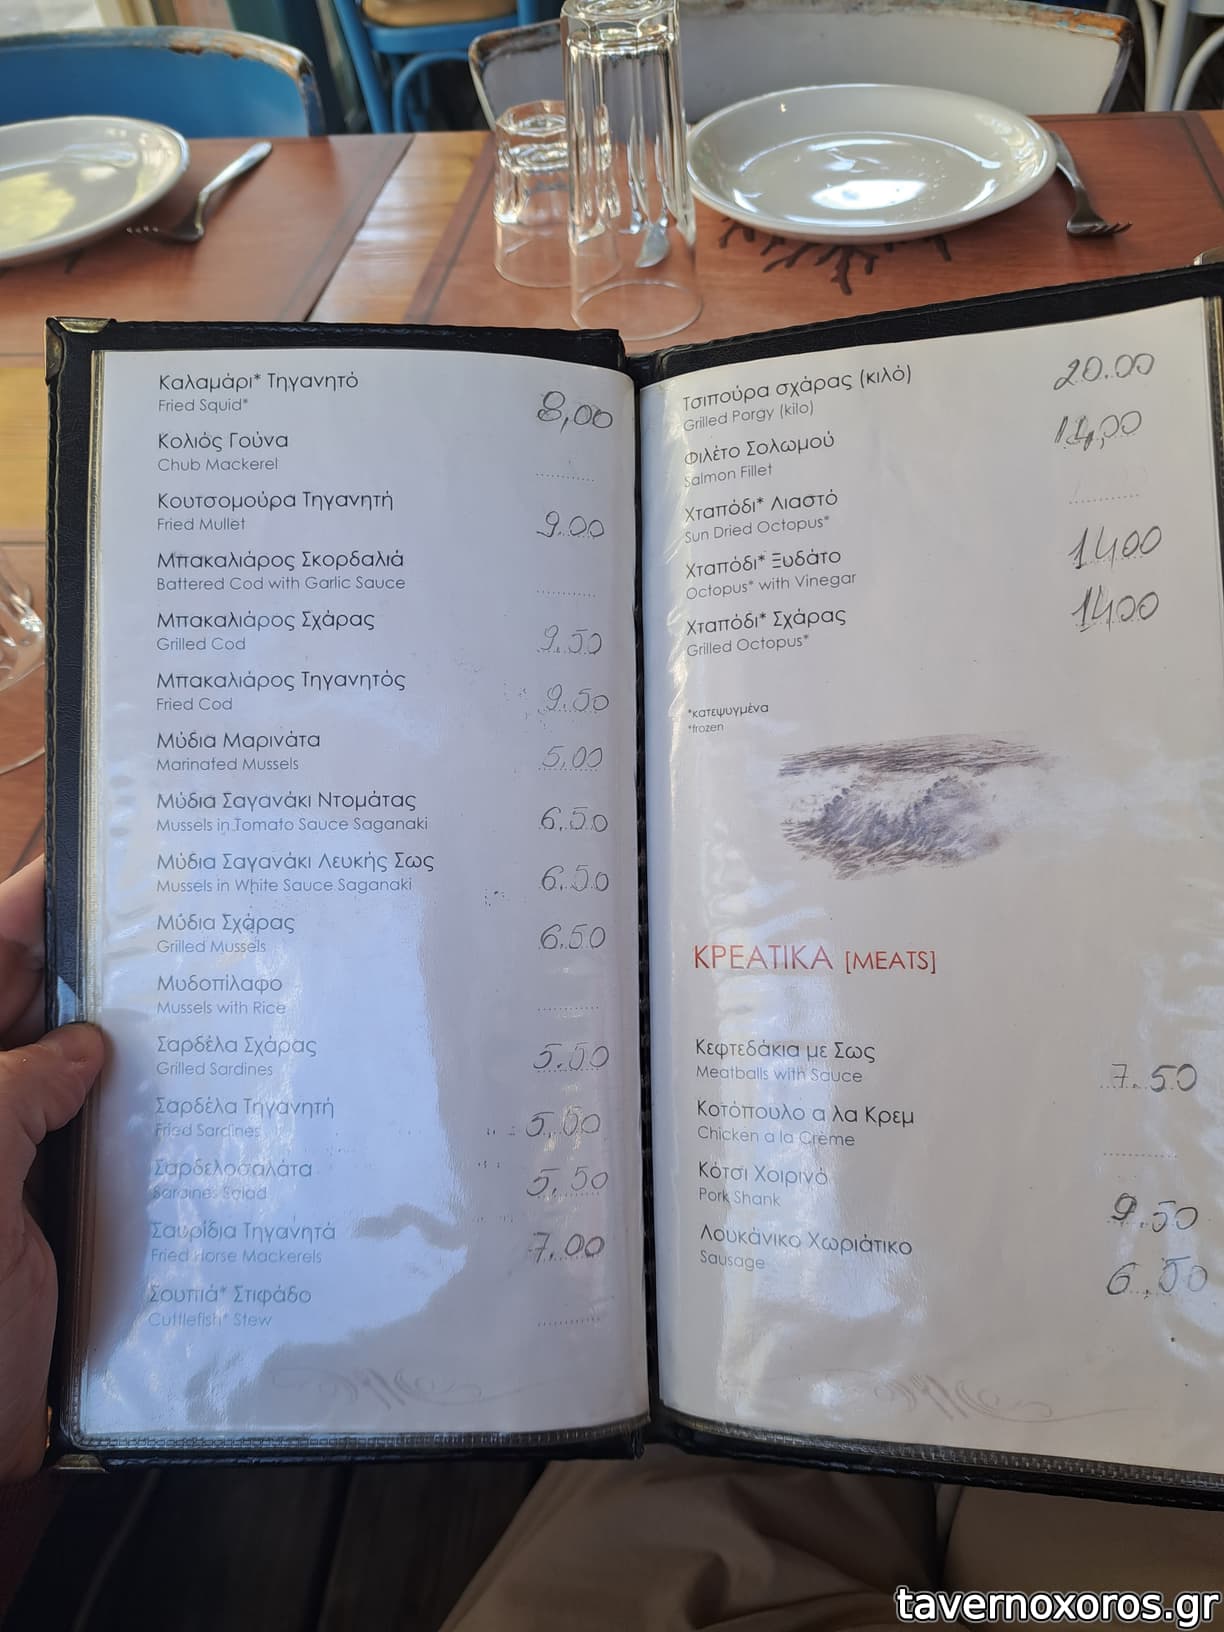 Καλαμάρι* Τηγανητό
Fried Squid* 8,00
Κολιός Γούνα
Chub Mackerel
Κουτσομούρα Τηγανητή
Fried Mullet 9.00
Μπακαλιάρος Σκορδαλιά
Battered Cod with Garlic Sauce
Μπακαλιάρος Σχάρας
Grilled Cod 9.50
Μπακαλιάρος Τηγανητός
Fried Cod 9.50
Μύδια Μαρινάτα
Marinated Mussels 5,00
Μύδια Σαγανάκι Ντομάτας
Mussels in Tomato Sauce Saganaki 6.50
Μύδια Σαγανάκι Λευκής Σως
Mussels in White Sauce Saganaki 6.50
Μύδια Σχάρας
Grilled Mussels 6.50
Μυδοπίλαφο
Mussels with Rice
Σαρδέλα Σχάρας
Grilled Sardines 5.50
Σαρδέλα Τηγανητή
Fried Sardines 5,50
Σαρδελοσαλάτα
Sardines Salad 5,50
Σαυρίδια Τηγανητά
Fried Horse Mackerels 7.00
Σουπιά* Στιφάδο
Cuttlefish* Stew
Τσιπούρα σχάρας (κιλό) 20.00
Grilled Porgy (kilo)
Φιλέτο Σολωμού
Salmon Fillet
Χταπόδι* Λιαστό
Sun Dried Octopus*
Χταπόδι* Ξυδάτο 14,00
Octopus* with Vinegar
Χταπόδι* Σχάρας 14,00
Grilled Octopus*
*κατεψυγμένα
*frozen
ΚΡΕΑΤΙΚΑ [MEATS]
Κεφτεδάκια με Σως
Meatballs with Sauce 7.50
Κοτόπουλο α λα Κρεμ
Chicken a la Crème
Κότσι Χοιρινό
Pork Shank 9.50
Λουκάνικο Χωριάτικο
Sausage 6.50
tavernoxoros.gr